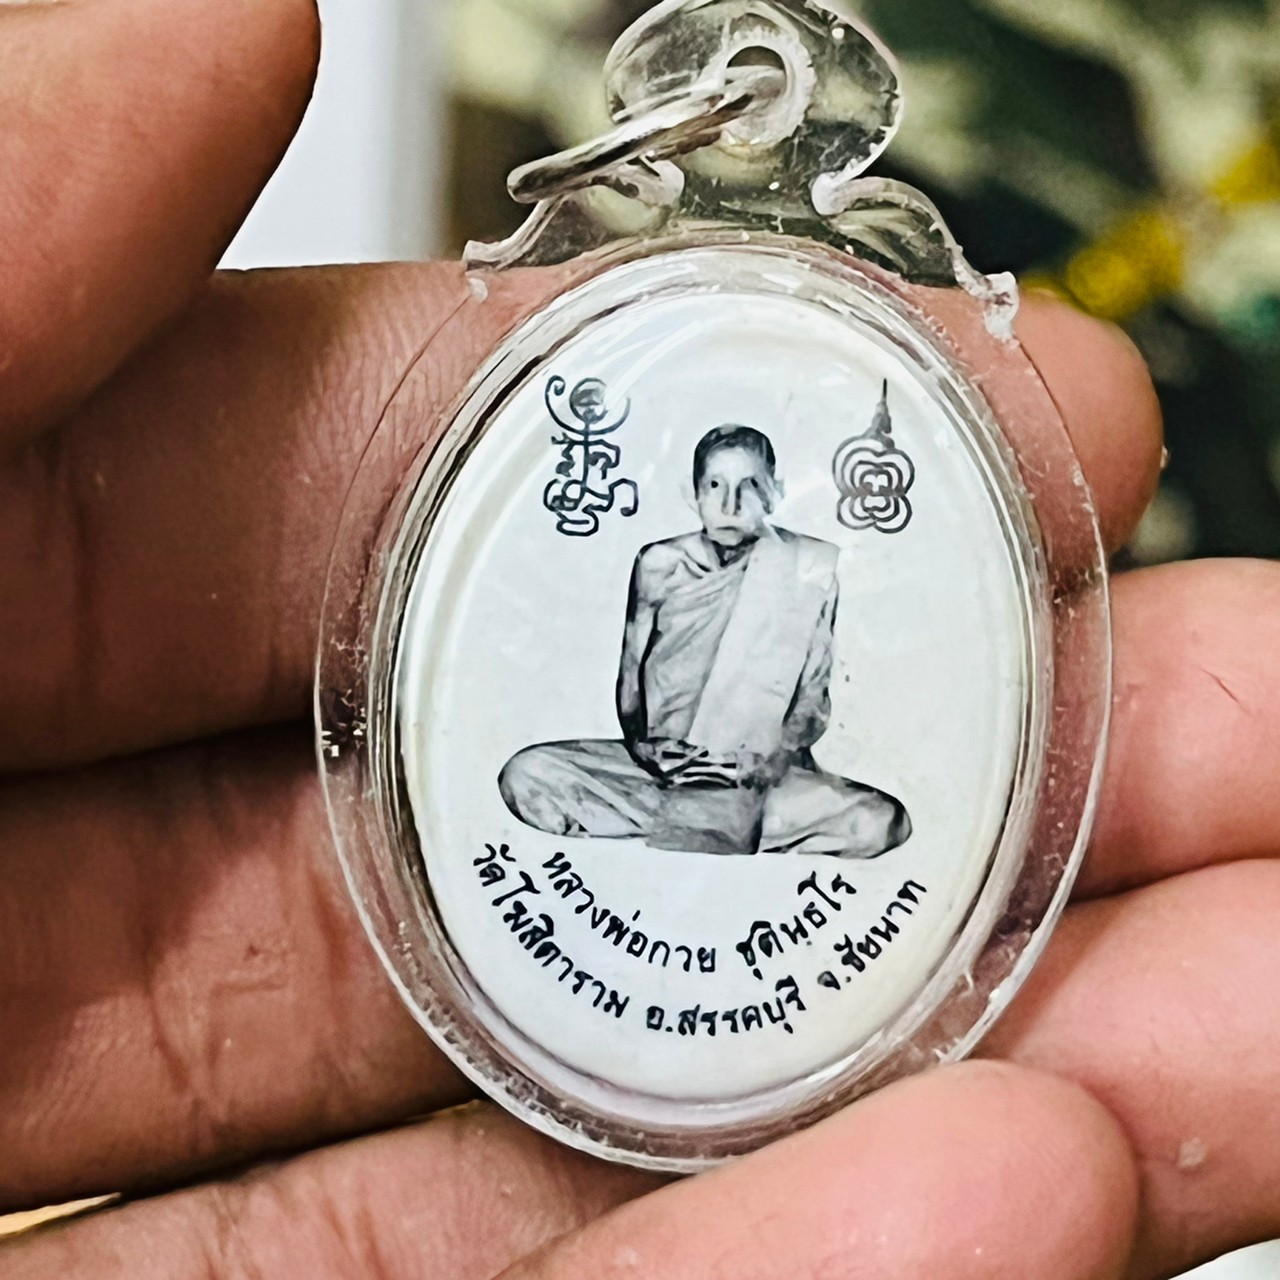 หลวงพ่อกวย ชุตินฺธโร
วัดโฆสิตาราม อ.สรรคบุรี จ.ชัยนาท